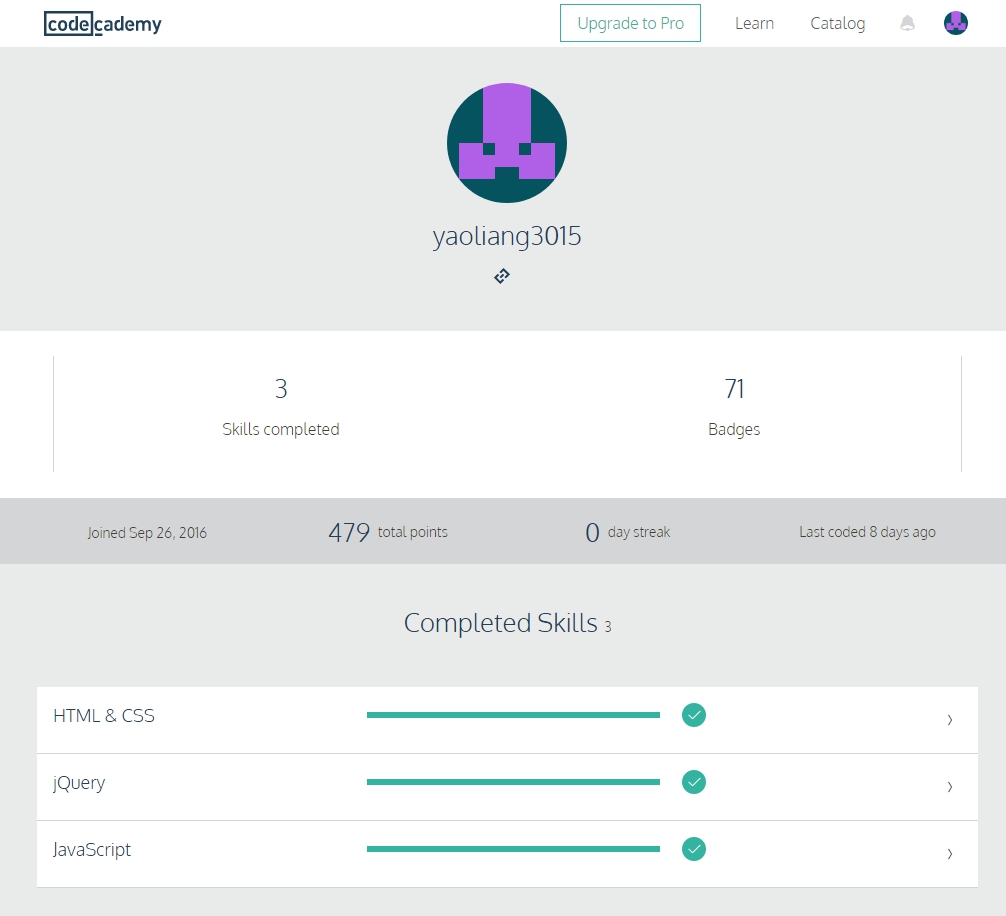 codecademy
Upgrade to Pro Learn Catalog
yaoliang3015
3 71
Skills completed Badges
Joined Sep 26, 2016 479 total points 0 day streak Last coded 8 days ago
Completed Skills 3
HTML & CSS
jQuery
JavaScript